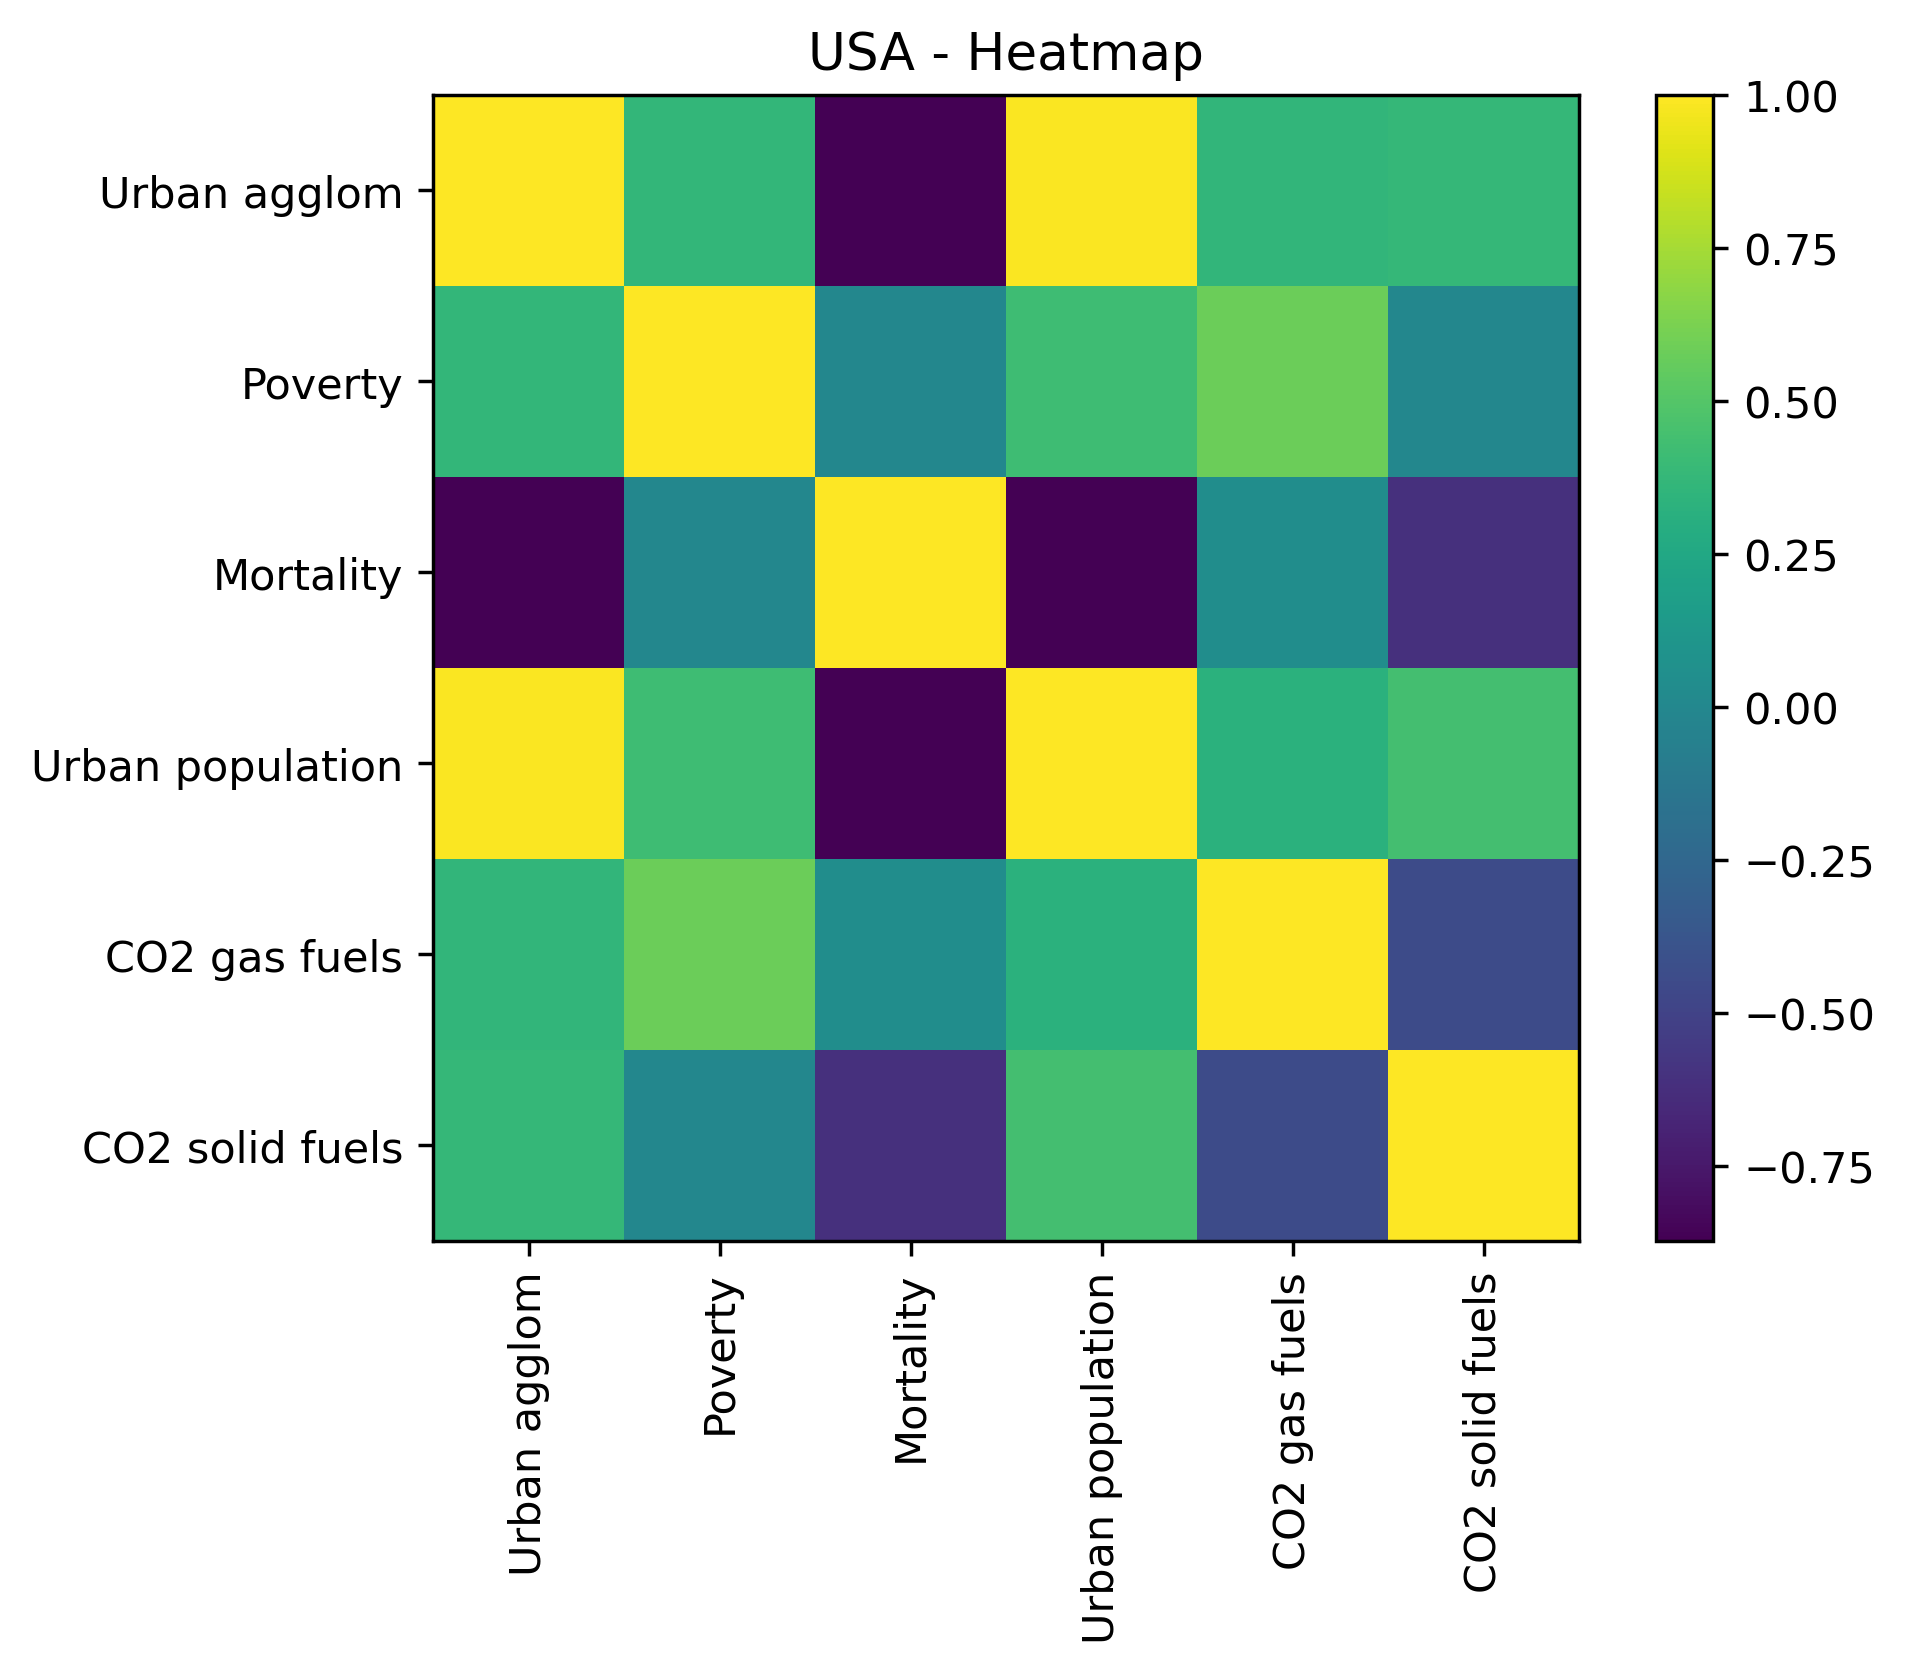 USA - Heatmap
Urban agglom
Poverty
Mortality
Urban population
CO2 gas fuels
CO2 solid fuels
Urban agglom
Poverty
Mortality
Urban population
CO2 gas fuels
CO2 solid fuels
1.00
0.75
0.50
0.25
0.00
−0.25
−0.50
−0.75